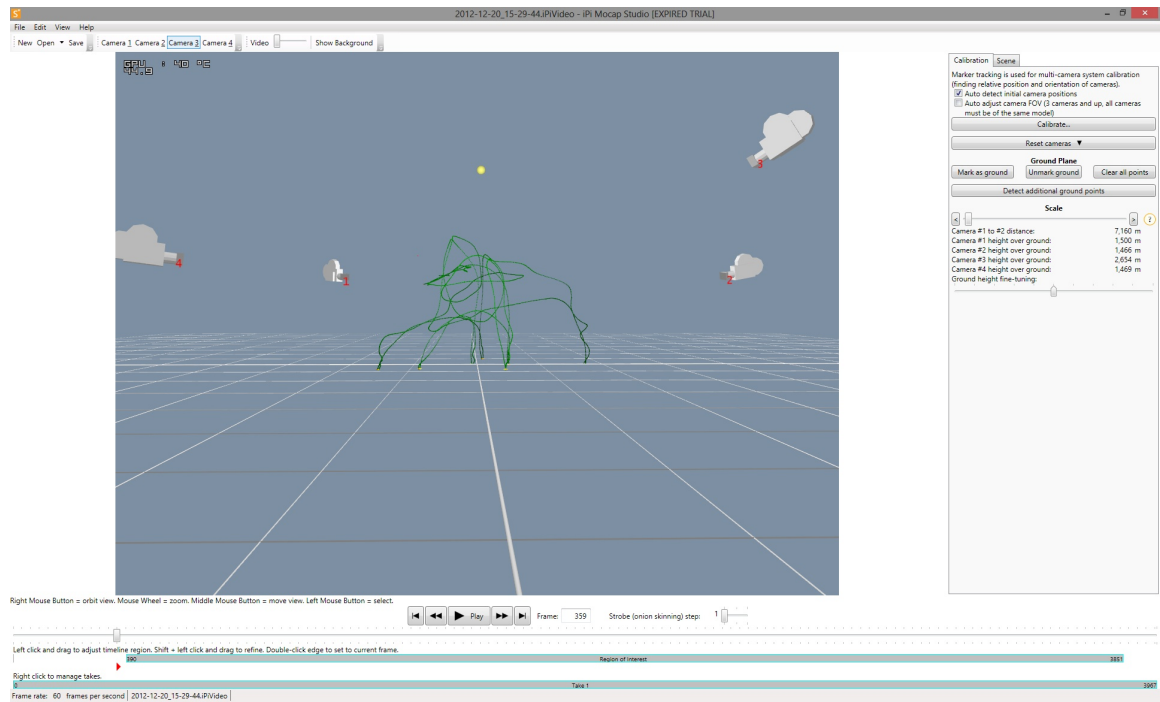 2012-12-20_15-29-44.iPiVideo - iPi Mocap Studio [EXPIRED TRIAL]
File Edit View Help
New Open Save Camera 1 Camera 2 Camera 3 Camera 4 Video Show Background
GPU : 40 °C
44.9
3
4
1
2
Calibration Scene
Marker tracking is used for multi-camera system calibration
(finding relative position and orientation of cameras).
Auto detect initial camera positions
Auto adjust camera FOV (3 cameras and up, all cameras
must be of the same model)
Calibrate...
Reset cameras ▼
Ground Plane
Mark as ground Unmark ground Clear all points
Detect additional ground points
Scale
< > ?
Camera #1 to #2 distance: 7,160 m
Camera #1 height over ground: 1,500 m
Camera #2 height over ground: 1,466 m
Camera #3 height over ground: 2,654 m
Camera #4 height over ground: 1,469 m
Ground height fine-tuning:
Right Mouse Button = orbit view. Mouse Wheel = zoom. Middle Mouse Button = move view. Left Mouse Button = select.
Play Frame: 359 Strobe (onion skinning) step: 1
Left click and drag to adjust timeline region. Shift + left click and drag to refine. Double-click edge to set to current frame.
390 Region of Interest 3851
Right click to manage takes.
0 Take 1 3967
Frame rate: 60 frames per second 2012-12-20_15-29-44.iPiVideo